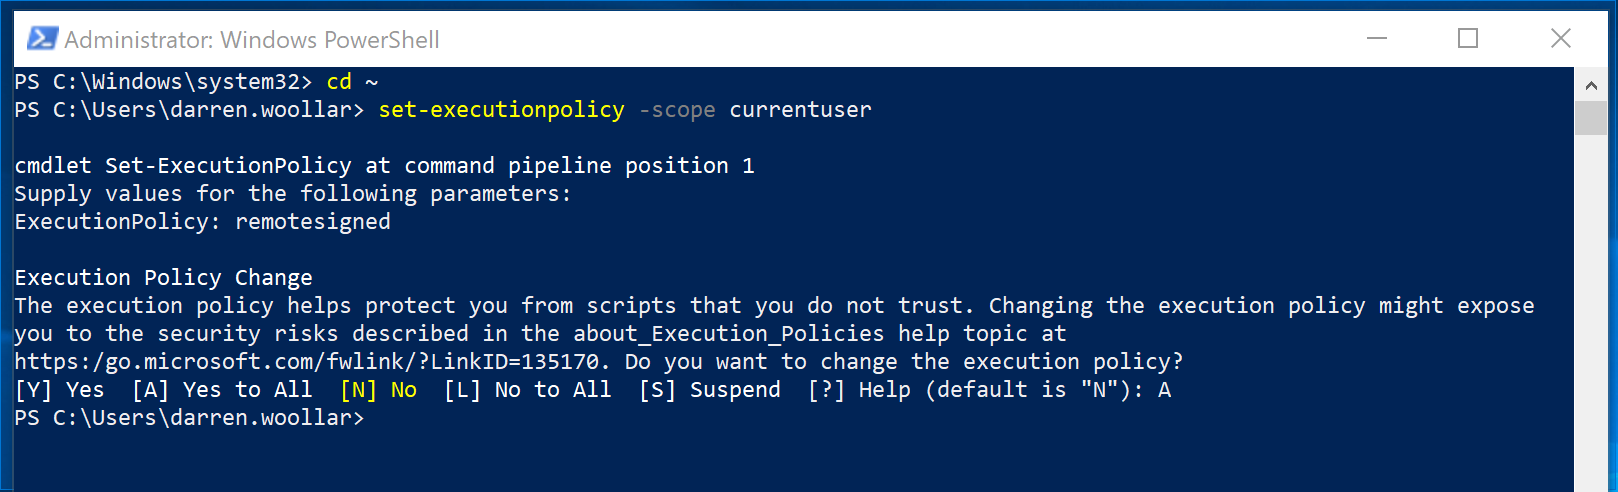 Administrator: Windows PowerShell
PS C:\Windows\system32> cd ~
PS C:\Users\darren.woollar> set-executionpolicy -scope currentuser
cmdlet Set-ExecutionPolicy at command pipeline position 1
Supply values for the following parameters:
ExecutionPolicy: remotesigned
Execution Policy Change
The execution policy helps protect you from scripts that you do not trust. Changing the execution policy might expose
you to the security risks described in the about_Execution_Policies help topic at
https:/go.microsoft.com/fwlink/?LinkID=135170. Do you want to change the execution policy?
[Y] Yes  [A] Yes to All  [N] No  [L] No to All  [S] Suspend  [?] Help (default is "N"): A
PS C:\Users\darren.woollar>